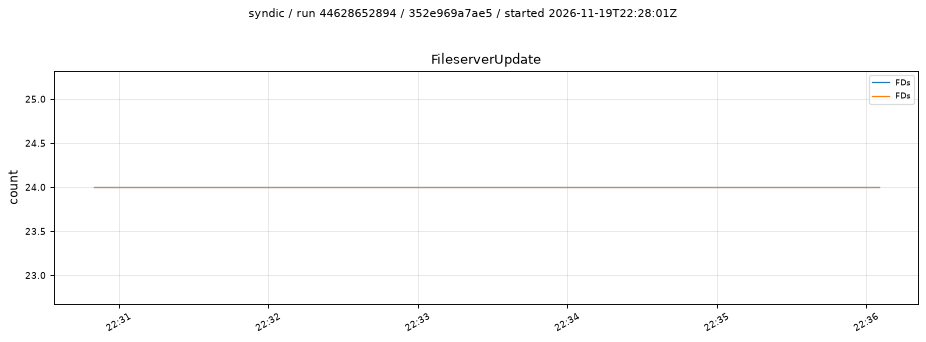 syndic / run 44628652894 / 352e969a7ae5 / started 2026-11-19T22:28:01Z
FileserverUpdate
FDs
FDs
25.0
24.5
24.0
23.5
23.0
count
22:31
22:32
22:33
22:34
22:35
22:36